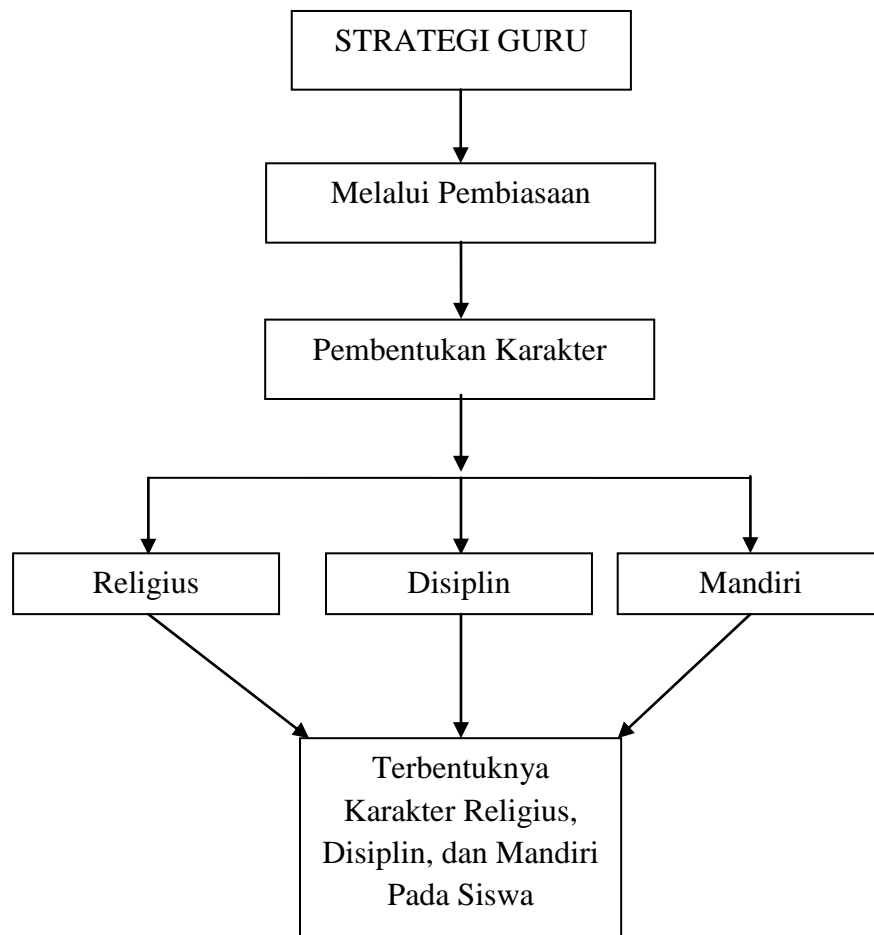 STRATEGI GURU
Melalui Pembiasaan
Pembentukan Karakter
Religius
Disiplin
Mandiri
Terbentuknya
Karakter Religius,
Disiplin, dan Mandiri
Pada Siswa